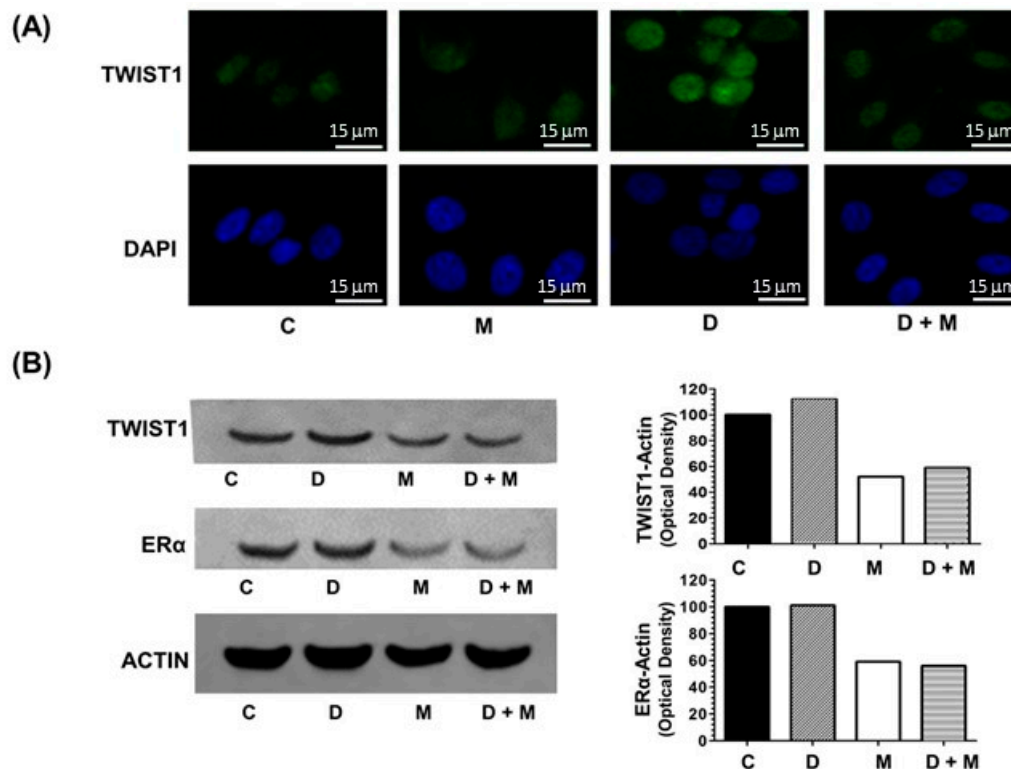 (A)
TWIST1
15 µm 15 µm 15 µm 15 µm
DAPI
15 µm 15 µm 15 µm 15 µm
C M D D + M
(B)
TWIST1
C D M D + M
ERα
C D M D + M
ACTIN
C D M D + M
TWIST1-Actin
(Optical Density)
120
100
80
60
40
20
0
C D M D + M
ERα-Actin
(Optical Density)
120
100
80
60
40
20
0
C D M D + M